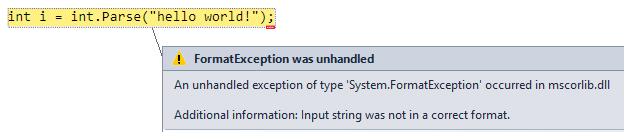 int i = int.Parse("hello world!");
FormatException was unhandled
An unhandled exception of type 'System.FormatException' occurred in mscorlib.dll
Additional information: Input string was not in a correct format.